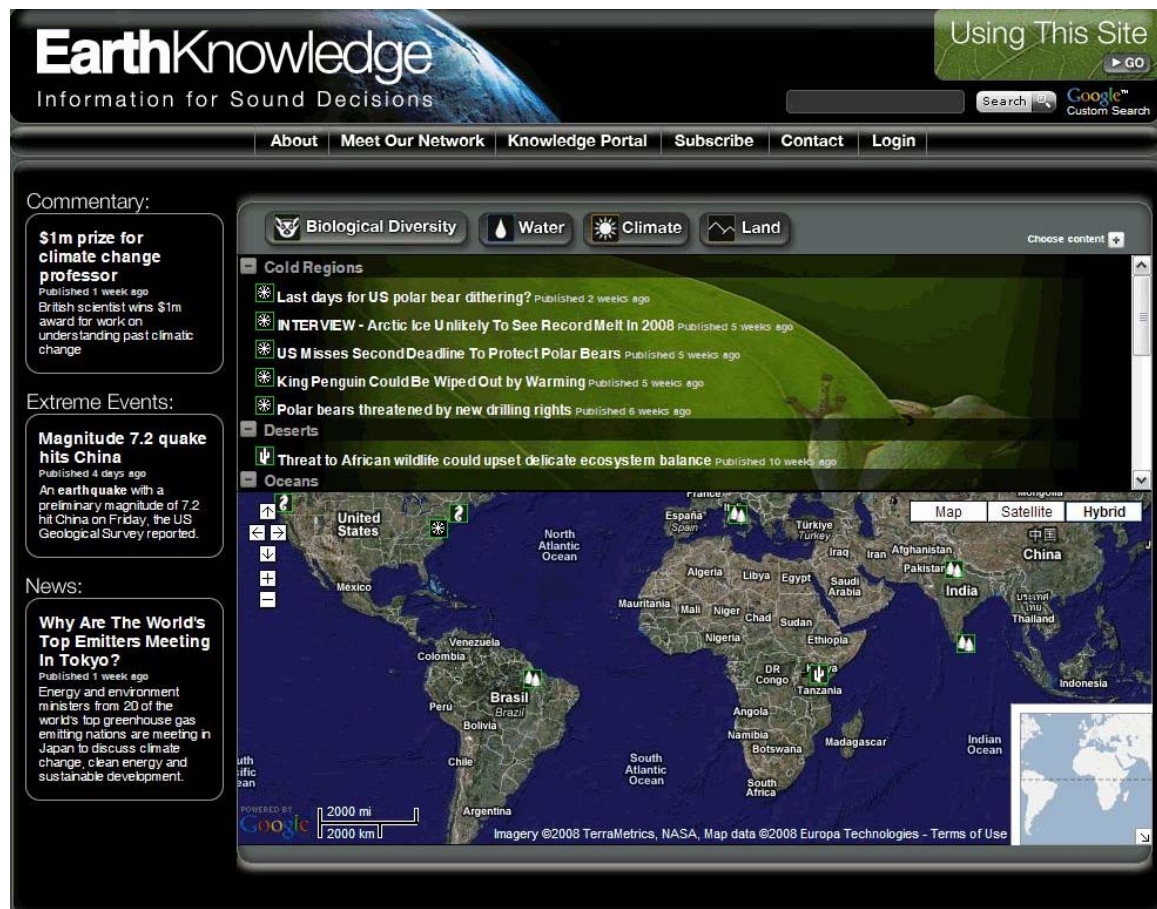 EarthKnowledge
Information for Sound Decisions
Using This Site
GO
Search
Google™
Custom Search
About
Meet Our Network
Knowledge Portal
Subscribe
Contact
Login
Commentary:
$1m prize for
climate change
professor
Published 1 week ago
British scientist wins $1m
award for work on
understanding past climatic
change
Extreme Events:
Magnitude 7.2 quake
hits China
Published 4 days ago
An earthquake with a
preliminary magnitude of 7.2
hit China on Friday, the US
Geological Survey reported.
News:
Why Are The World's
Top Emitters Meeting
In Tokyo?
Published 1 week ago
Energy and environment
ministers from 20 of the
world's top greenhouse gas
emitting nations are meeting in
Japan to discuss climate
change, clean energy and
sustainable development.
Biological Diversity
Water
Climate
Land
Choose content
Cold Regions
Last days for US polar bear dithering? Published 2 weeks ago
INTERVIEW - Arctic Ice Unlikely To See Record Melt In 2008 Published 5 weeks ago
US Misses Second Deadline To Protect Polar Bears Published 5 weeks ago
King Penguin Could Be Wiped Out by Warming Published 5 weeks ago
Polar bears threatened by new drilling rights Published 6 weeks ago
Deserts
Threat to African wildlife could upset delicate ecosystem balance Published 10 weeks ago
Oceans
Map
Satellite
Hybrid
France
United
States
North
Atlantic
Ocean
España
Spain
Türkiye
Turkey
Iraq
Iran
Afghanistan
Pakistan
中国
China
México
Algeria
Libya
Egypt
Saudi
Arabia
India
Thailand
Mauritania
Mali
Niger
Chad
Sudan
Nigeria
Ethiopia
Venezuela
Colombia
DR
Congo
Tanzania
Indonesia
Brasil
Brazil
Perú
Bolivia
Angola
Namibia
Botswana
Madagascar
Indian
Ocean
Chile
South
Atlantic
Ocean
South
Africa
Argentina
POWERED BY
Google
2000 mi
2000 km
Imagery ©2008 TerraMetrics, NASA, Map data ©2008 Europa Technologies - Terms of Use